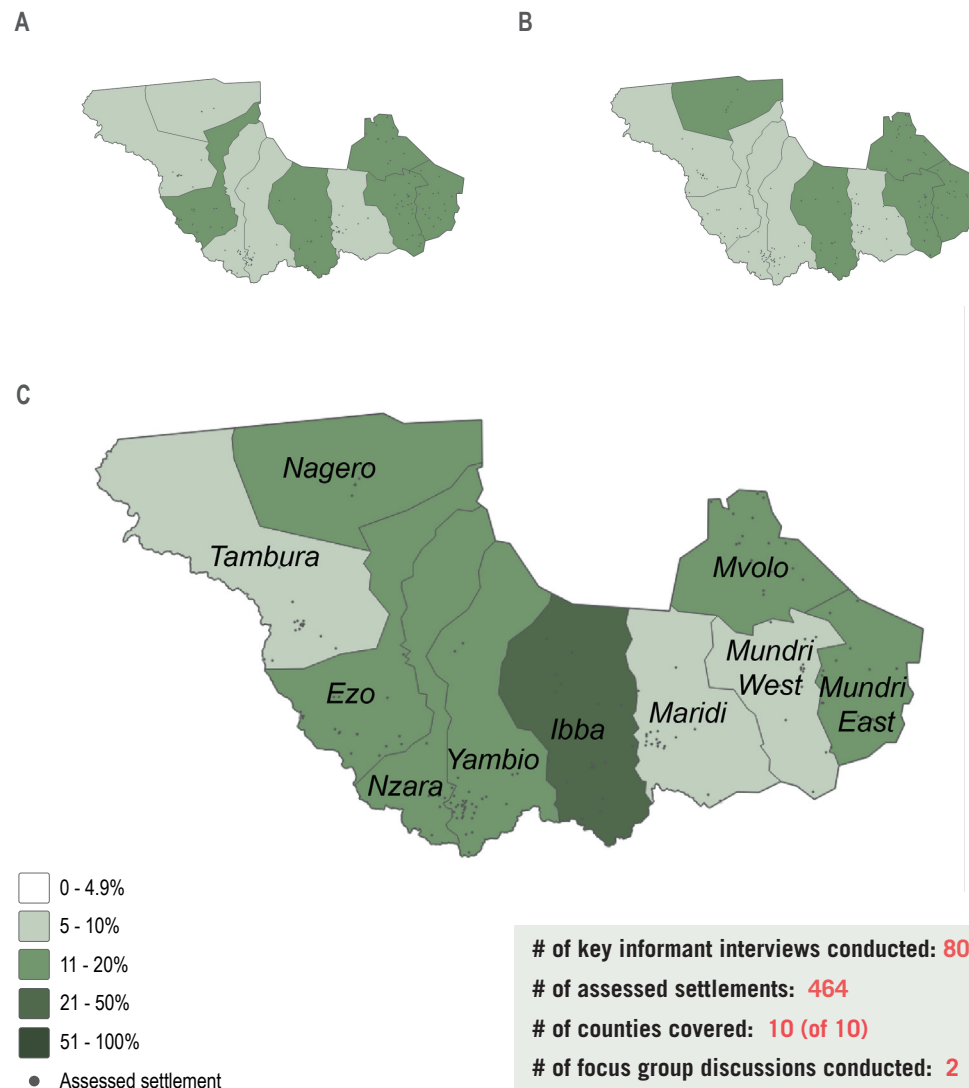 A
B
C
Nagero
Tambura
Mvolo
Mundri
West
Mundri
East
Ezo
Maridi
Ibba
Yambio
Nzara
0 - 4.9%
5 - 10%
11 - 20%
21 - 50%
51 - 100%
Assessed settlement
# of key informant interviews conducted: 80
# of assessed settlements: 464
# of counties covered: 10 (of 10)
# of focus group discussions conducted: 2